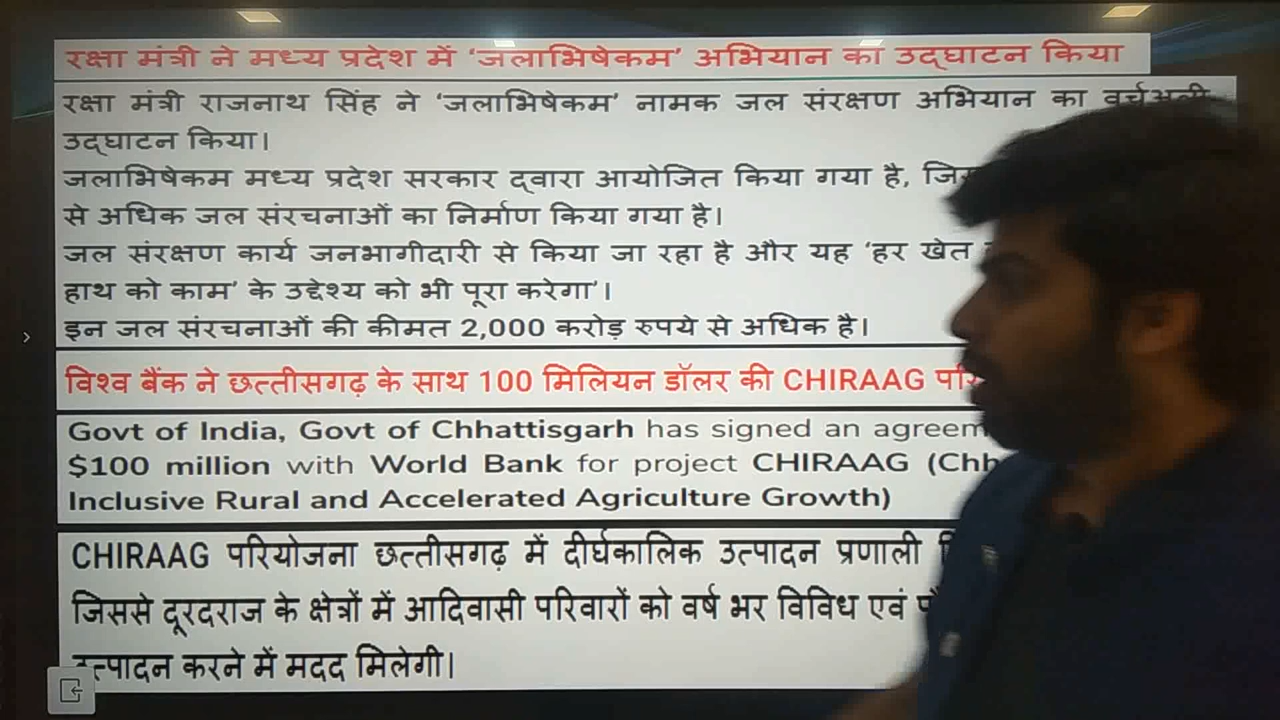 रक्षा मंत्री ने मध्य प्रदेश में ‘जलाभिषेकम’ अभियान का उद्घाटन किया
रक्षा मंत्री राजनाथ सिंह ने ‘जलाभिषेकम’ नामक जल संरक्षण अभियान का वर्चुअली
उद्घाटन किया।
जलाभिषेकम मध्य प्रदेश सरकार द्वारा आयोजित किया गया है,
से अधिक जल संरचनाओं का निर्माण किया गया है।
जल संरक्षण कार्य जनभागीदारी से किया जा रहा है और यह ‘हर खेत
हाथ को काम’ के उद्देश्य को भी पूरा करेगा’।
इन जल संरचनाओं की कीमत 2,000 करोड़ रुपये से अधिक है।
विश्व बैंक ने छत्तीसगढ़ के साथ 100 मिलियन डॉलर की CHIRAAG
Govt of India, Govt of Chhattisgarh has signed an
$100 million with World Bank for project CHIRAAG
Inclusive Rural and Accelerated Agriculture Growth)
CHIRAAG परियोजना छत्तीसगढ़ में दीर्घकालिक उत्पादन प्रणाली
जिससे दूरदराज के क्षेत्रों में आदिवासी परिवारों को वर्ष भर विविध एवं
उत्पादन करने में मदद मिलेगी।